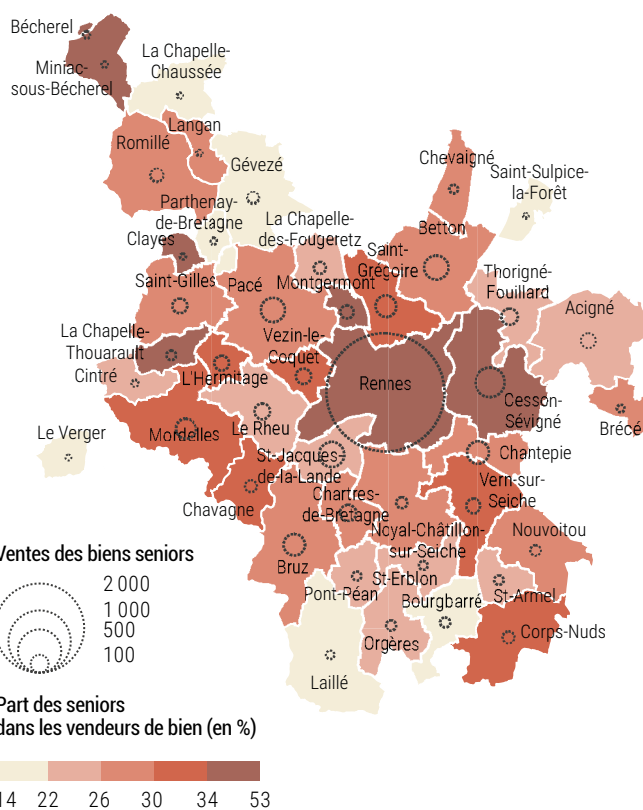 Bécherel
Miniac-
sous-Bécherel
La Chapelle-
Chaussée
Langan
Romillé
Gévezé
Chevaigné
Saint-Sulpice-
la-Forêt
Parthenay-
de-Bretagne
Clayes
La Chapelle-
des-Fougeretz
Betton
Saint-
Grégoire
Saint-Gilles
Pacé
Montgermont
Thorigné-
Fouillard
Acigné
La Chapelle-
Thouarault
Vezin-le-
Coquet
Cintré
L'Hermitage
Rennes
Cesson-
Sévigné
Brécé
Le Verger
Mordelles
Le Rheu
St-Jacques-
de-la-Lande
Chantepie
Chavagne
Chartres-
de-Bretagne
Vern-sur-
Seiche
Noyal-Châtillon-
sur-Seiche
Nouvoitou
Bruz
Pont-Péan
St-Erblon
Bourgbarré
St-Armel
Orgères
Corps-Nuds
Laillé
Ventes des biens seniors
2 000
1 000
500
100
Part des seniors
dans les vendeurs de bien (en %)
14 22 26 30 34 53